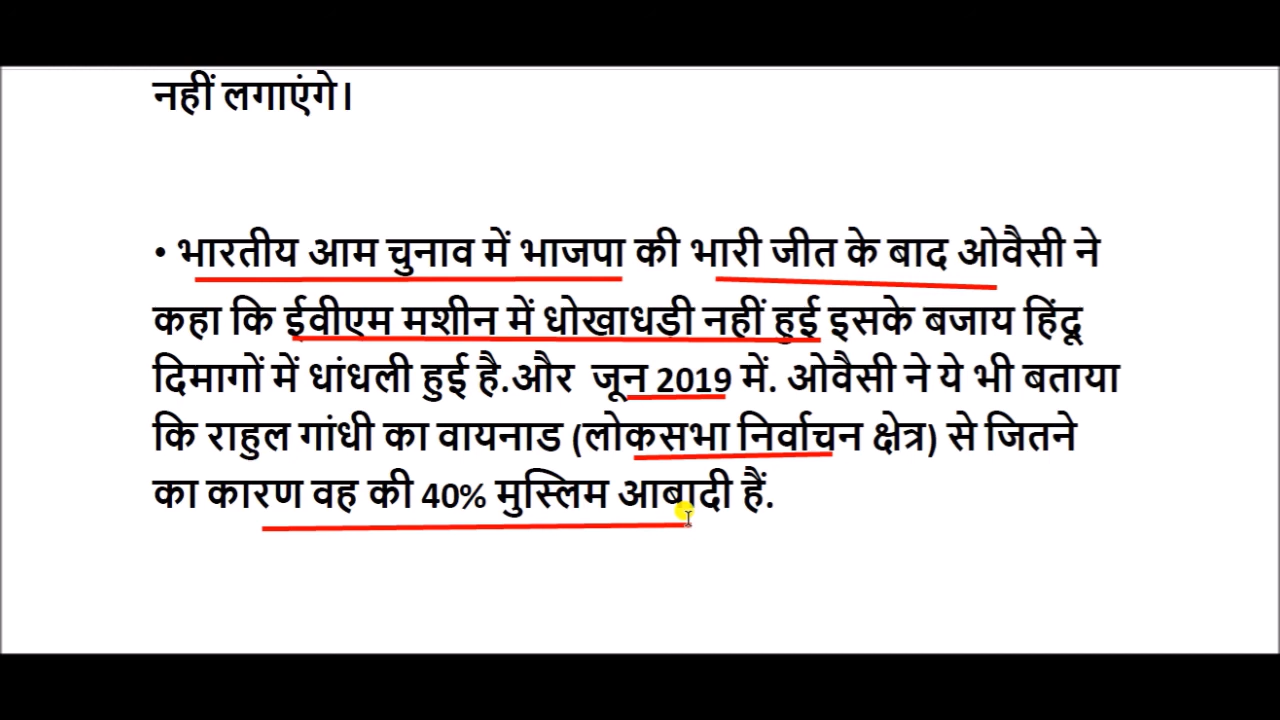 नहीं लगाएंगे।
• भारतीय आम चुनाव में भाजपा की भारी जीत के बाद ओवैसी ने
कहा कि ईवीएम मशीन में धोखाधडी नहीं हुई इसके बजाय हिंदू
दिमागों में धांधली हुई है.और जून 2019 में. ओवैसी ने ये भी बताया
कि राहुल गांधी का वायनाड (लोकसभा निर्वाचन क्षेत्र) से जितने
का कारण वह की 40% मुस्लिम आबादी हैं.